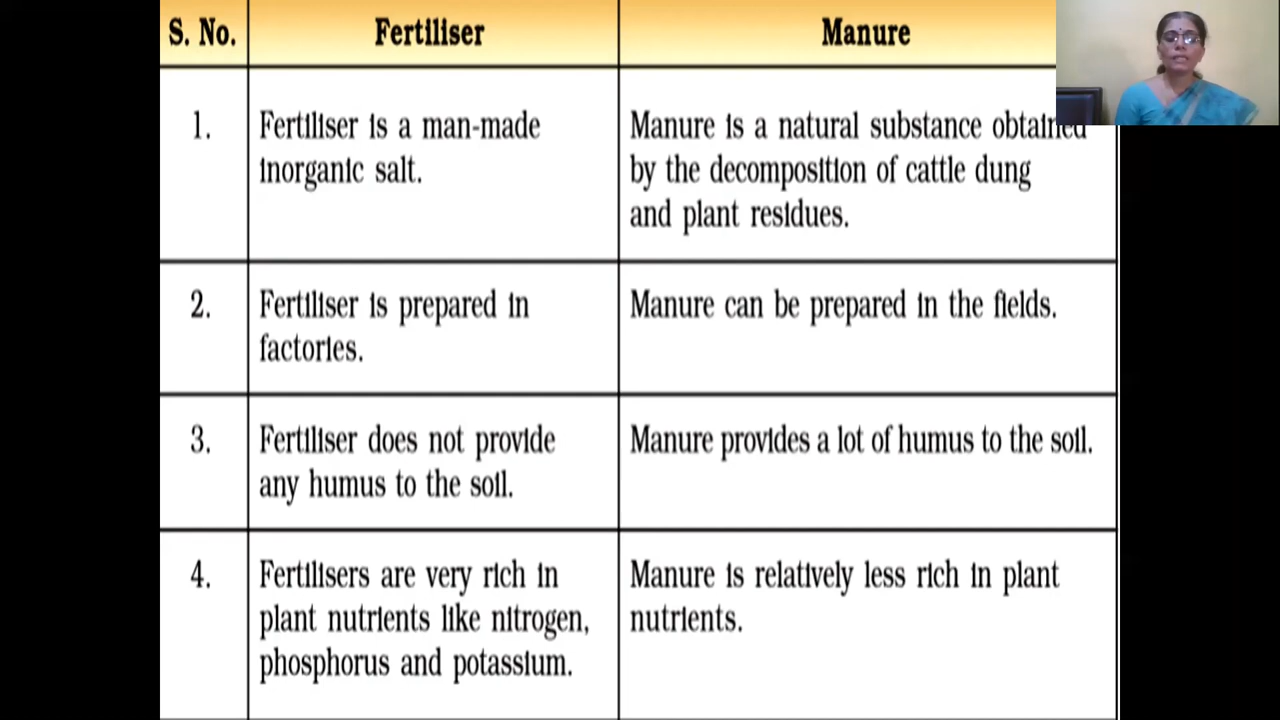 S. No. Fertiliser Manure
1. Fertiliser is a man-made Manure is a natural substance obtained
inorganic salt. by the decomposition of cattle dung
and plant residues.
2. Fertiliser is prepared in Manure can be prepared in the fields.
factories.
3. Fertiliser does not provide Manure provides a lot of humus to the soil.
any humus to the soil.
4. Fertilisers are very rich in Manure is relatively less rich in plant
plant nutrients like nitrogen, nutrients.
phosphorus and potassium.